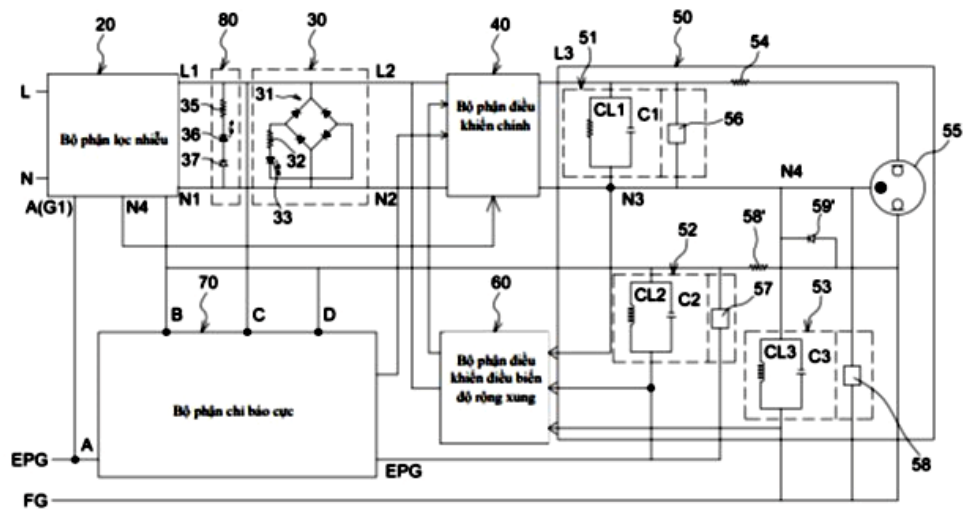 20
80
30
40
50
L3
51
54
L
N
Bộ phận lọc nhiễu
L1
35
36
37
N1
31
32
33
L2
N2
Bộ phận điều
khiển chính
CL1
C1
56
N3
N4
55
A(G1)
N4
59'
58'
52
CL2
C2
57
53
CL3
C3
58
70
B
C
D
Bộ phận chỉ báo cực
60
Bộ phận điều
khiển điều biến
độ rộng xung
A
EPG
EPG
FG